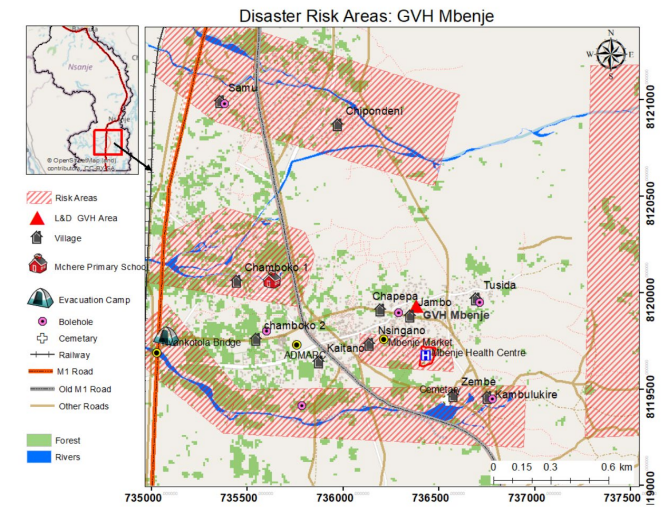 Disaster Risk Areas: GVH Mbenje
Nsanje
© OpenStreetMap (and)
contributors, CC-BY-SA
Risk Areas
L&D GVH Area
Village
Mchere Primary School
Evacuation Camp
Borehole
Cemetary
Railway
M1 Road
Old M1 Road
Other Roads
Forest
Rivers
N
W
E
S
Samu
Chipondeni
Chamboko 1
Tusida
Chapepa
Jambo
GVH Mbenje
chamboko 2
Nsingano
Nyankotola Bridge
Mbenje Market
Kaitano
ADMARC
Mbenje Health Centre
Zembe
Cemetery
Kambulukire
0 0.15 0.3 0.6 km
735000 735500 736000 736500 737000 737500
8121000
8120500
8120000
8119500
8119000